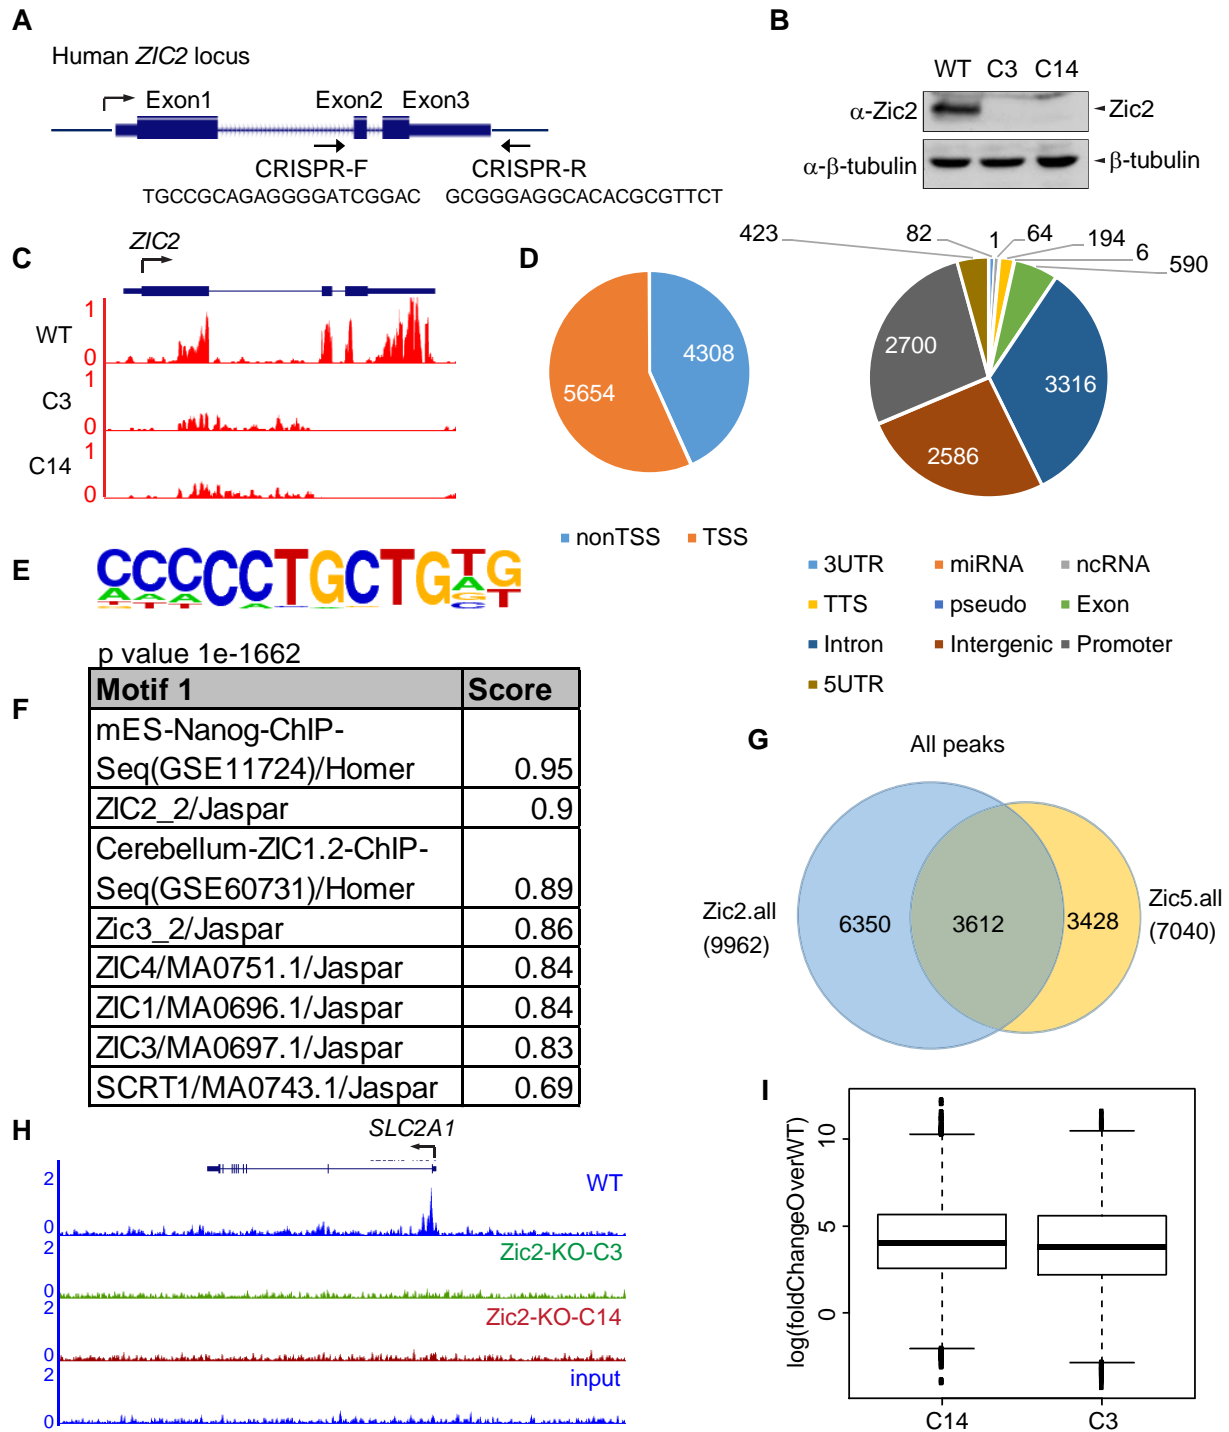 A
Human ZIC2 locus
Exon1
Exon2
Exon3
CRISPR-F
CRISPR-R
TGCCGCAGAGGGGATCGGAC
GCGGGAGGCACACGCGTTCT
B
WT C3 C14
α-Zic2
Zic2
α-β-tubulin
β-tubulin
C
ZIC2
WT
1
0
C3
1
0
C14
1
0
D
4308
5654
nonTSS
TSS
423
82
1
64
194
6
590
3316
2586
2700
3UTR
miRNA
ncRNA
TTS
pseudo
Exon
Intron
Intergenic
Promoter
5UTR
E
CCCCCTGCTGTG
p value 1e-1662
F
Motif 1 Score
mES-Nanog-ChIP-
Seq(GSE11724)/Homer 0.95
ZIC2_2/Jaspar 0.9
Cerebellum-ZIC1.2-ChIP-
Seq(GSE60731)/Homer 0.89
Zic3_2/Jaspar 0.86
ZIC4/MA0751.1/Jaspar 0.84
ZIC1/MA0696.1/Jaspar 0.84
ZIC3/MA0697.1/Jaspar 0.83
SCRT1/MA0743.1/Jaspar 0.69
G
All peaks
Zic2.all
(9962)
6350
3612
3428
Zic5.all
(7040)
H
SLC2A1
2
WT
0
2
Zic2-KO-C3
0
2
Zic2-KO-C14
0
2
input
0
I
log(foldChangeOverWT)
10
5
0
C14
C3